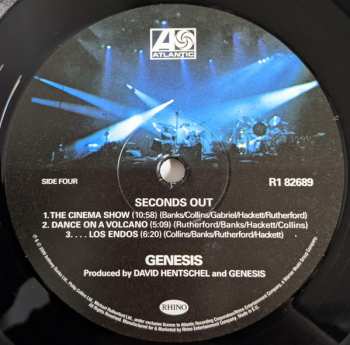 ATLANTIC
SIDE FOUR
R1 82689
SECONDS OUT
1.THE CINEMA SHOW (10:58) (Banks/Collins/Gabriel/Hackett/Rutherford)
2. DANCE ON A VOLCANO (5:09) (Rutherford/Banks/Hackett/Collins)
3. . . . LOS ENDOS (6:20) (Collins/Banks/Rutherford/Hackett)
GENESIS
Produced by DAVID HENTSCHEL and GENESIS
RHINO